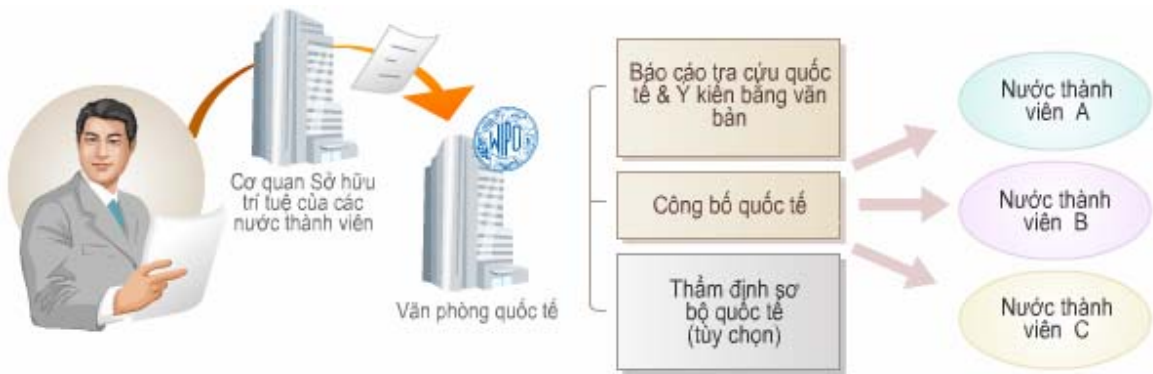 Cơ quan Sở hữu
trí tuệ của các
nước thành viên
WIPO
Văn phòng quốc tế
Báo cáo tra cứu quốc
tế & Ý kiến bằng văn
bản
Công bố quốc tế
Thẩm định sơ
bộ quốc tế
(tùy chọn)
Nước thành
viên A
Nước thành
viên B
Nước thành
viên C